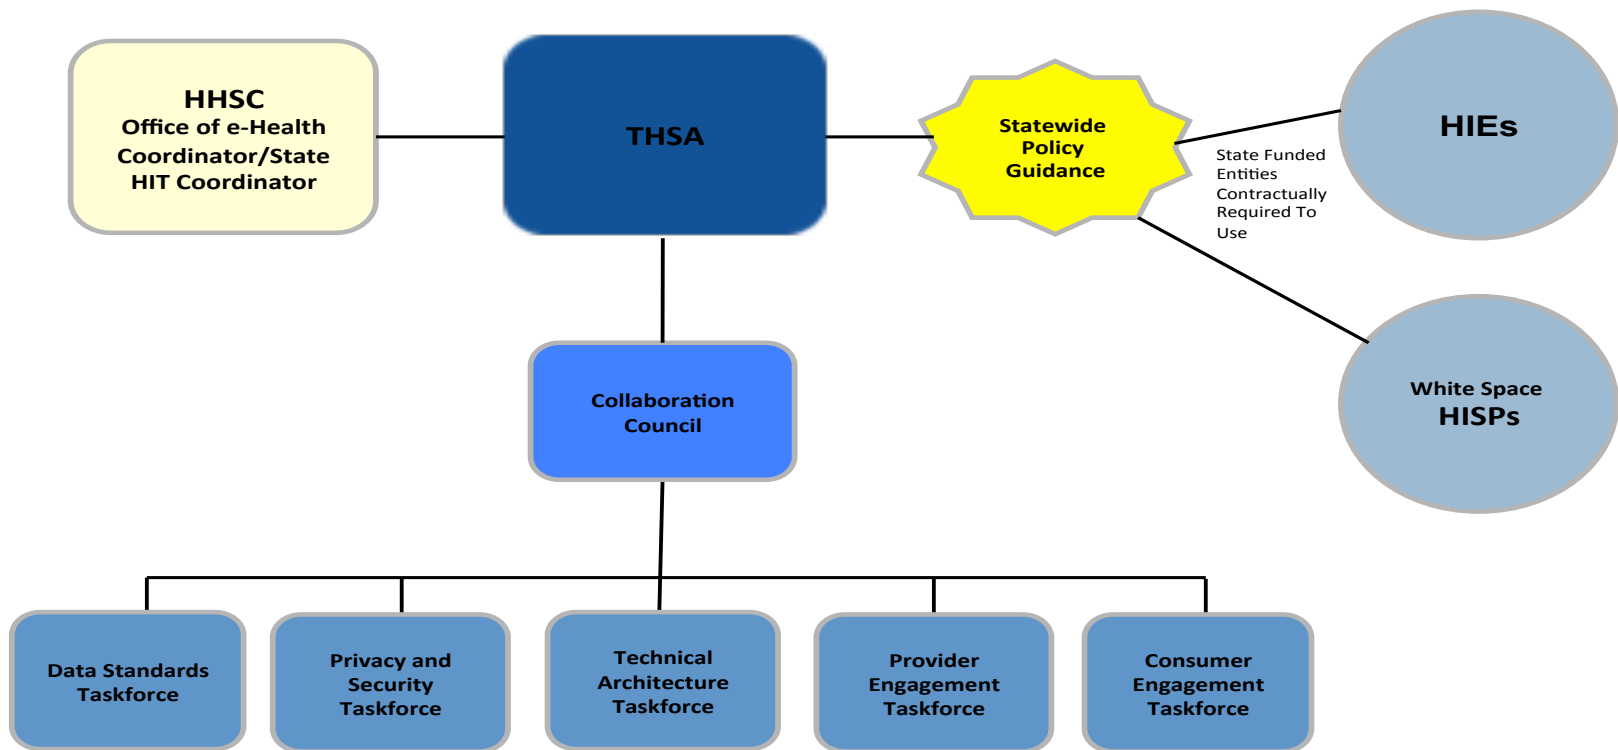 HHSC
Office of e-Health
Coordinator/State
HIT Coordinator
THSA
Statewide
Policy
Guidance
State Funded
Entities
Contractually
Required To
Use
HIEs
White Space
HISPs
Collaboration
Council
Data Standards
Taskforce
Privacy and
Security
Taskforce
Technical
Architecture
Taskforce
Provider
Engagement
Taskforce
Consumer
Engagement
Taskforce